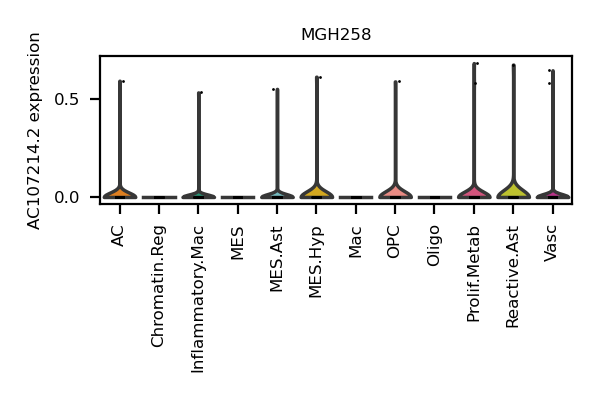 MGH258
AC107214.2 expression
0.5
0.0
AC
Chromatin.Reg
Inflammatory.Mac
MES
MES.Ast
MES.Hyp
Mac
OPC
Oligo
Prolif.Metab
Reactive.Ast
Vasc